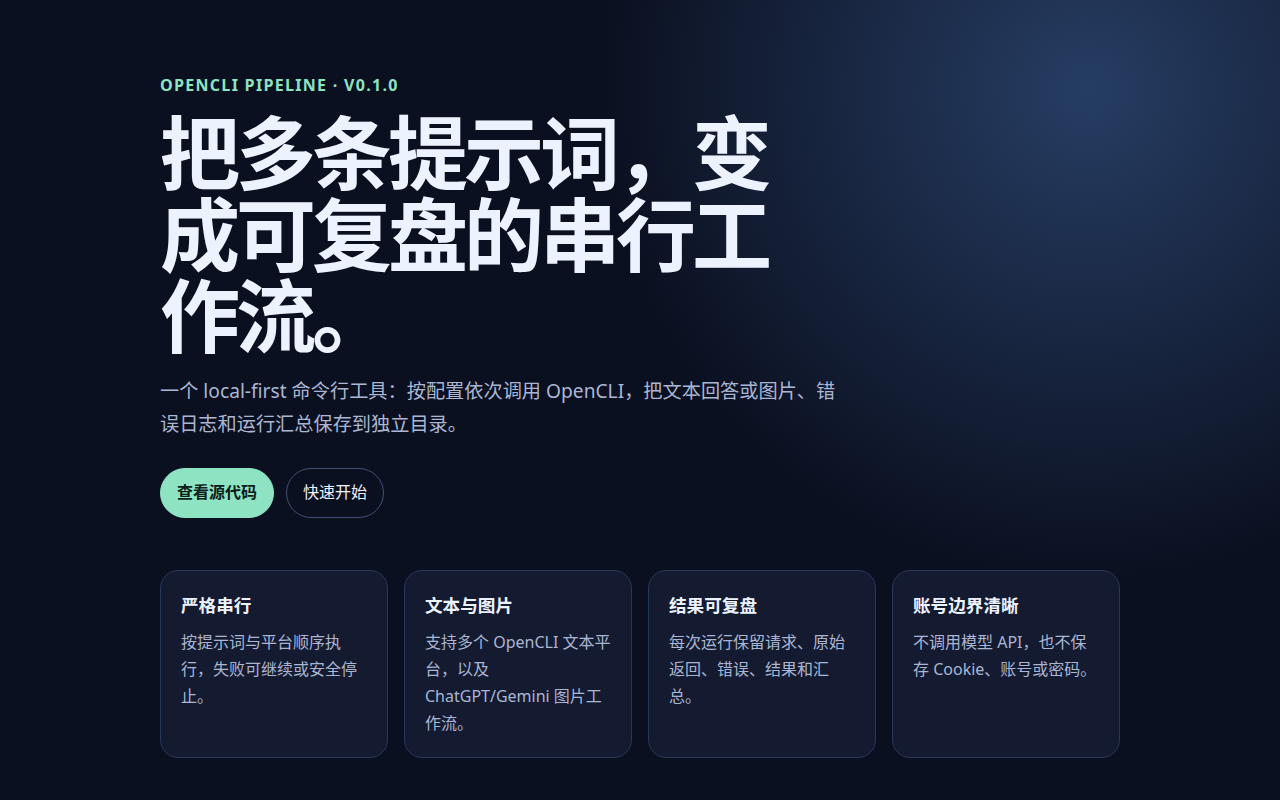 OPENCLI PIPELINE · V0.1.0
把多条提示词，变
成可复盘的串行工
作流。
一个 local-first 命令行工具：按配置依次调用 OpenCLI，把文本回答或图片、错
误日志和运行汇总保存到独立目录。
查看源代码
快速开始
严格串行
按提示词与平台顺序执
行，失败可继续或安全停
止。
文本与图片
支持多个 OpenCLI 文本平
台，以及
ChatGPT/Gemini 图片工
作流。
结果可复盘
每次运行保留请求、原始
返回、错误、结果和汇
总。
账号边界清晰
不调用模型 API，也不保
存 Cookie、账号或密码。